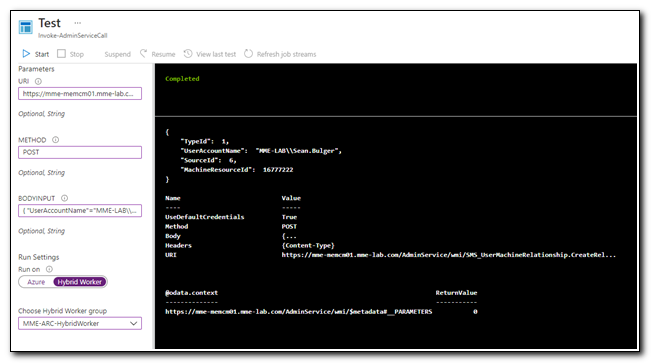 Test ...
Invoke-AdminServiceCall
Start Stop Suspend Resume View last test Refresh job streams
Parameters
URI
https://mme-memcm01.mme-lab.c...
Optional, String
METHOD
POST
Optional, String
BODYINPUT
{ "UserAccountName"="MME-LAB\\,...
Optional, String
Run Settings
Run on
Azure Hybrid Worker
Choose Hybrid Worker group
MME-ARC-HybridWorker
Completed
{
"TypeId": 1,
"UserAccountName": "MME-LAB\\Sean.Bulger",
"SourceId": 6,
"MachineResourceId": 16777222
}
Name Value
---- -----
UseDefaultCredentials True
Method POST
Body {...
Headers {Content-Type}
URI https://mme-memcm01.mme-lab.com/AdminService/wmi/SMS_UserMachineRelationship.CreateRel...
@odata.context ReturnValue
-------------- -----------
https://mme-memcm01.mme-lab.com/AdminService/wmi/$metadata#__PARAMETERS 0